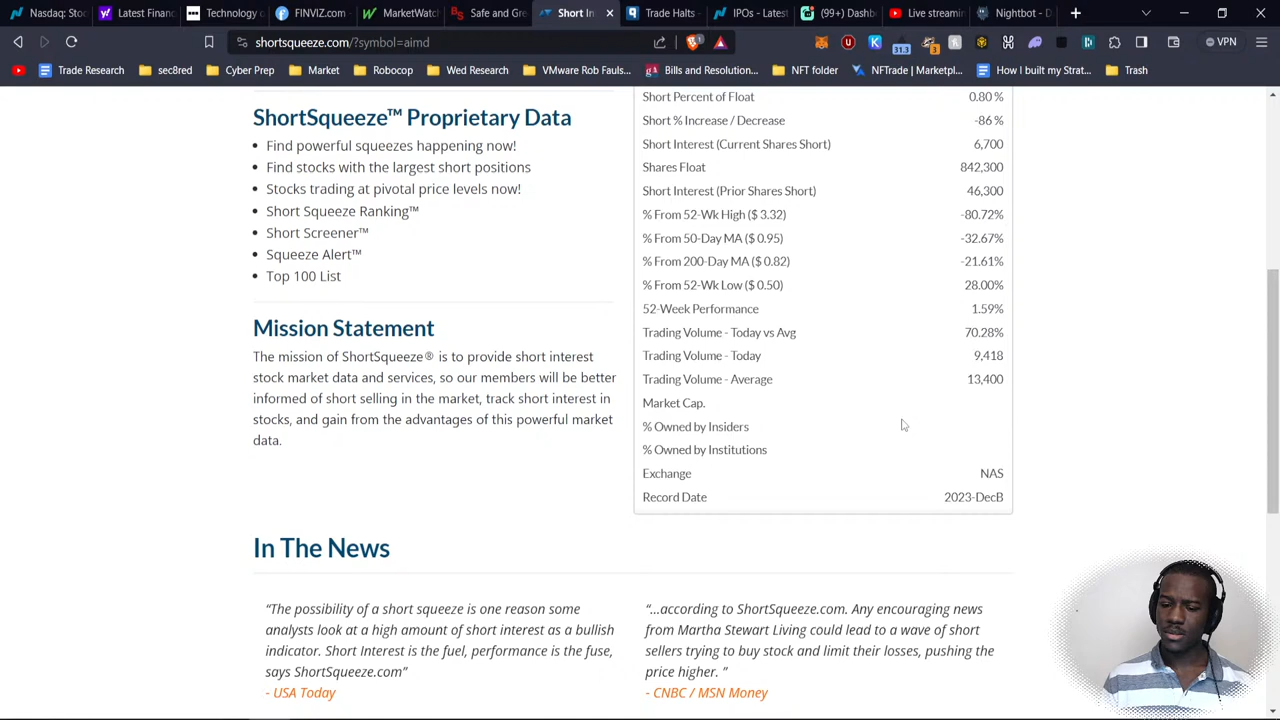 Nasdaq: Stoc
Latest Financ
Technology o
FINVIZ.com -
MarketWatc
Safe and Gre
Short In
Trade Halts -
IPOs - Latest
(99+) Dashb
Live streami
Nightbot - D
shortsqueeze.com/?symbol=aimd
31.3
VPN
Trade Research
sec8red
Cyber Prep
Market
Robocop
Wed Research
VMware Rob Fauls...
Bills and Resolution...
NFT folder
NFTrade | Marketpl...
How I built my Strat...
Trash
ShortSqueeze™ Proprietary Data
• Find powerful squeezes happening now!
• Find stocks with the largest short positions
• Stocks trading at pivotal price levels now!
• Short Squeeze Ranking™
• Short Screener™
• Squeeze Alert™
• Top 100 List
Mission Statement
The mission of ShortSqueeze® is to provide short interest
stock market data and services, so our members will be better
informed of short selling in the market, track short interest in
stocks, and gain from the advantages of this powerful market
data.
Short Percent of Float 0.80 %
Short % Increase / Decrease -86 %
Short Interest (Current Shares Short) 6,700
Shares Float 842,300
Short Interest (Prior Shares Short) 46,300
% From 52-Wk High ($ 3.32) -80.72%
% From 50-Day MA ($ 0.95) -32.67%
% From 200-Day MA ($ 0.82) -21.61%
% From 52-Wk Low ($ 0.50) 28.00%
52-Week Performance 1.59%
Trading Volume - Today vs Avg 70.28%
Trading Volume - Today 9,418
Trading Volume - Average 13,400
Market Cap.
% Owned by Insiders
% Owned by Institutions
Exchange NAS
Record Date 2023-DecB
In The News
“The possibility of a short squeeze is one reason some
analysts look at a high amount of short interest as a bullish
indicator. Short Interest is the fuel, performance is the fuse,
says ShortSqueeze.com”
- USA Today
“...according to ShortSqueeze.com. Any encouraging news
from Martha Stewart Living could lead to a wave of short
sellers trying to buy stock and limit their losses, pushing the
price higher. ”
- CNBC / MSN Money